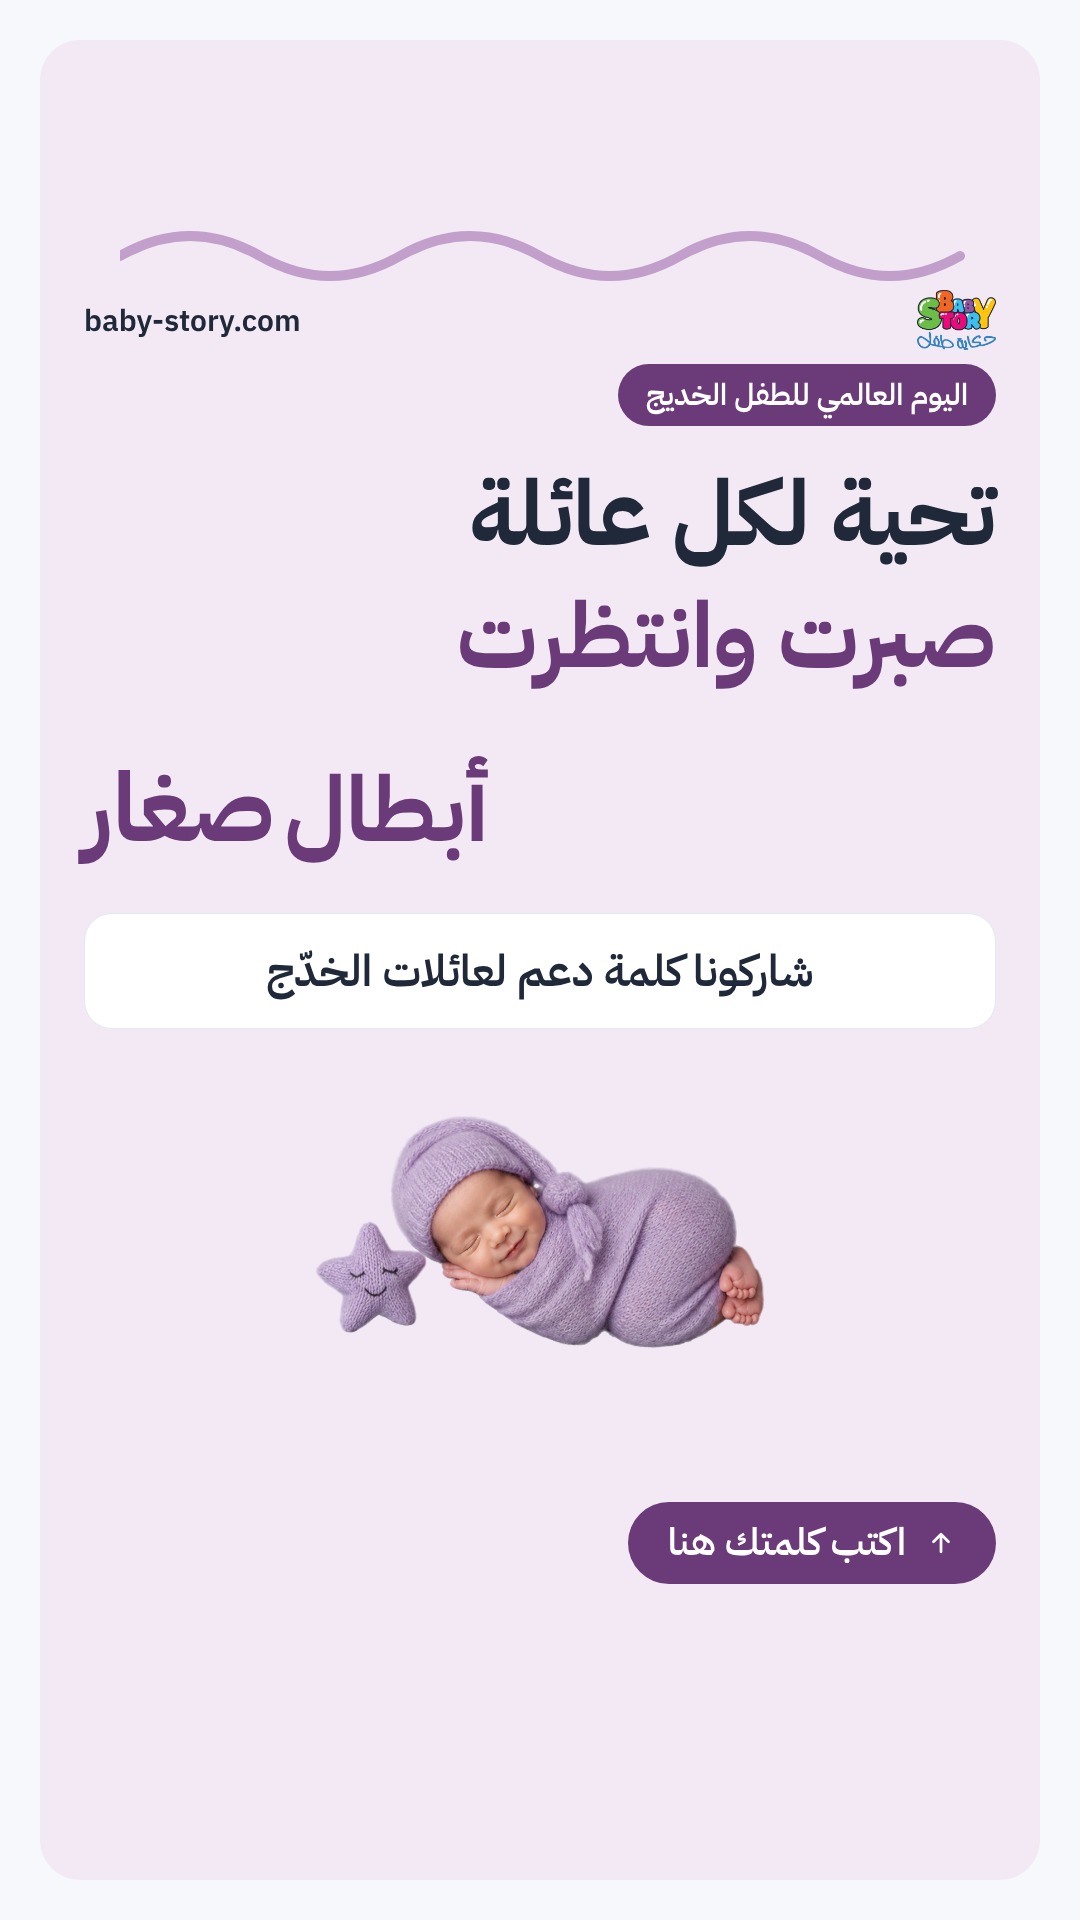 baby-story.com
BABY STORY
حكاية طفل
اليوم العالمي للطفل الخديج
تحية لكل عائلة
صبرت وانتظرت
أبطال صغار
شاركونا كلمة دعم لعائلات الخدّج
↑ اكتب كلمتك هنا